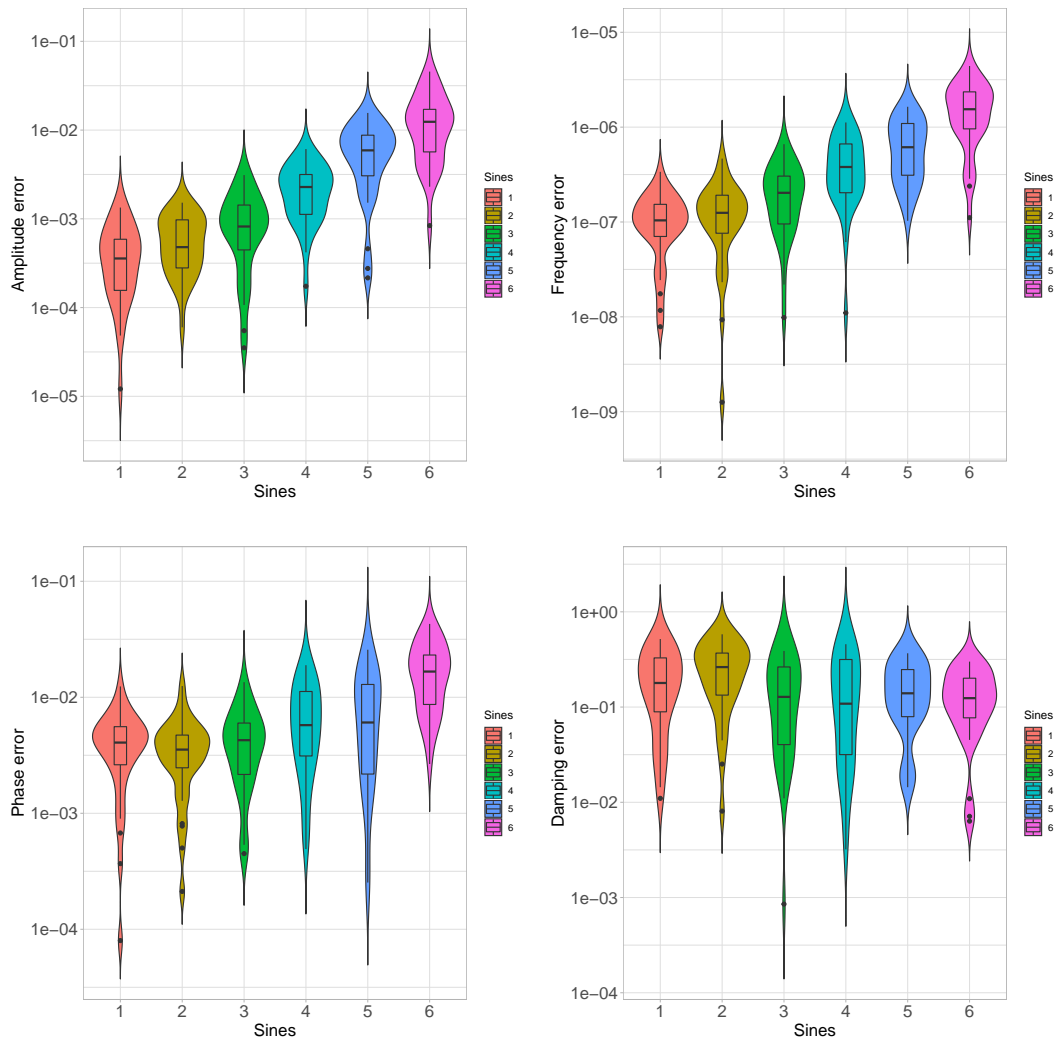 1e-01
1e-02
1e-03
1e-04
1e-05
Amplitude error
1 2 3 4 5 6
Sines
Sines
1
2
3
4
5
6
1e-05
1e-06
1e-07
1e-08
1e-09
Frequency error
1 2 3 4 5 6
Sines
Sines
1
2
3
4
5
6
1e-01
1e-02
1e-03
1e-04
Phase error
1 2 3 4 5 6
Sines
Sines
1
2
3
4
5
6
1e+00
1e-01
1e-02
1e-03
1e-04
Damping error
1 2 3 4 5 6
Sines
Sines
1
2
3
4
5
6